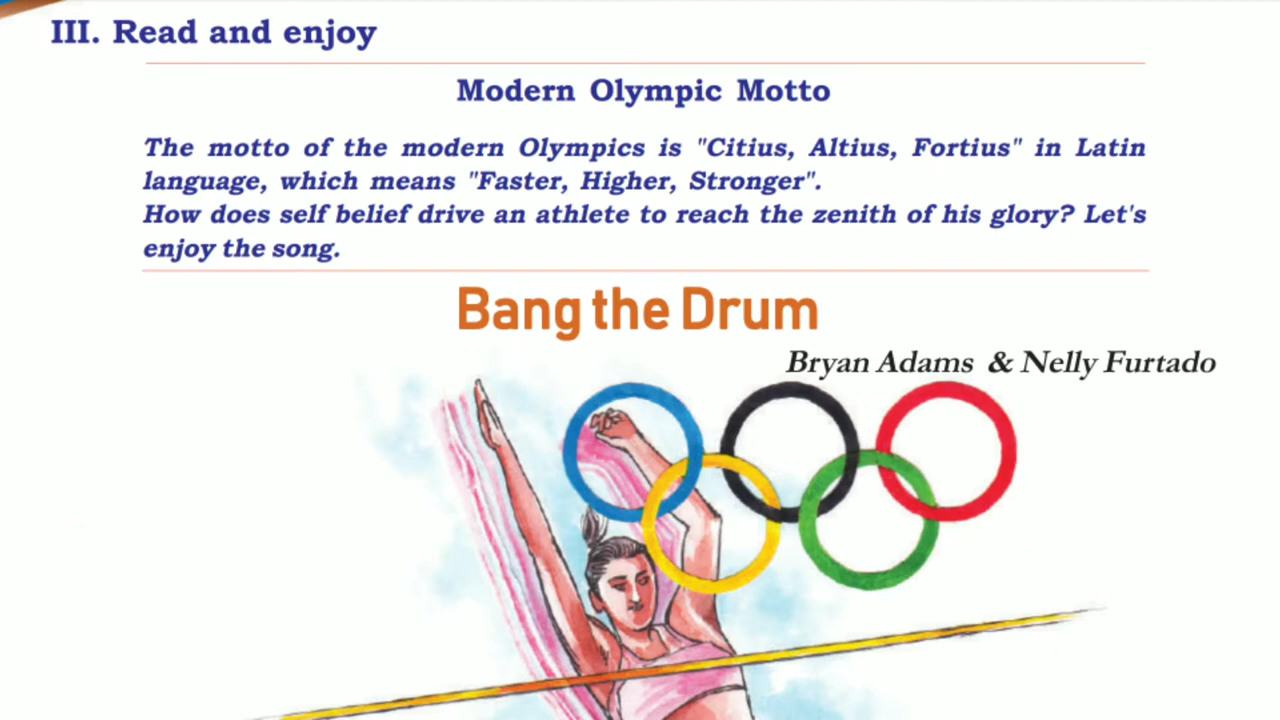 III. Read and enjoy
Modern Olympic Motto
The motto of the modern Olympics is "Citius, Altius, Fortius" in Latin
language, which means "Faster, Higher, Stronger".
How does self belief drive an athlete to reach the zenith of his glory? Let's
enjoy the song.
Bang the Drum
Bryan Adams & Nelly Furtado